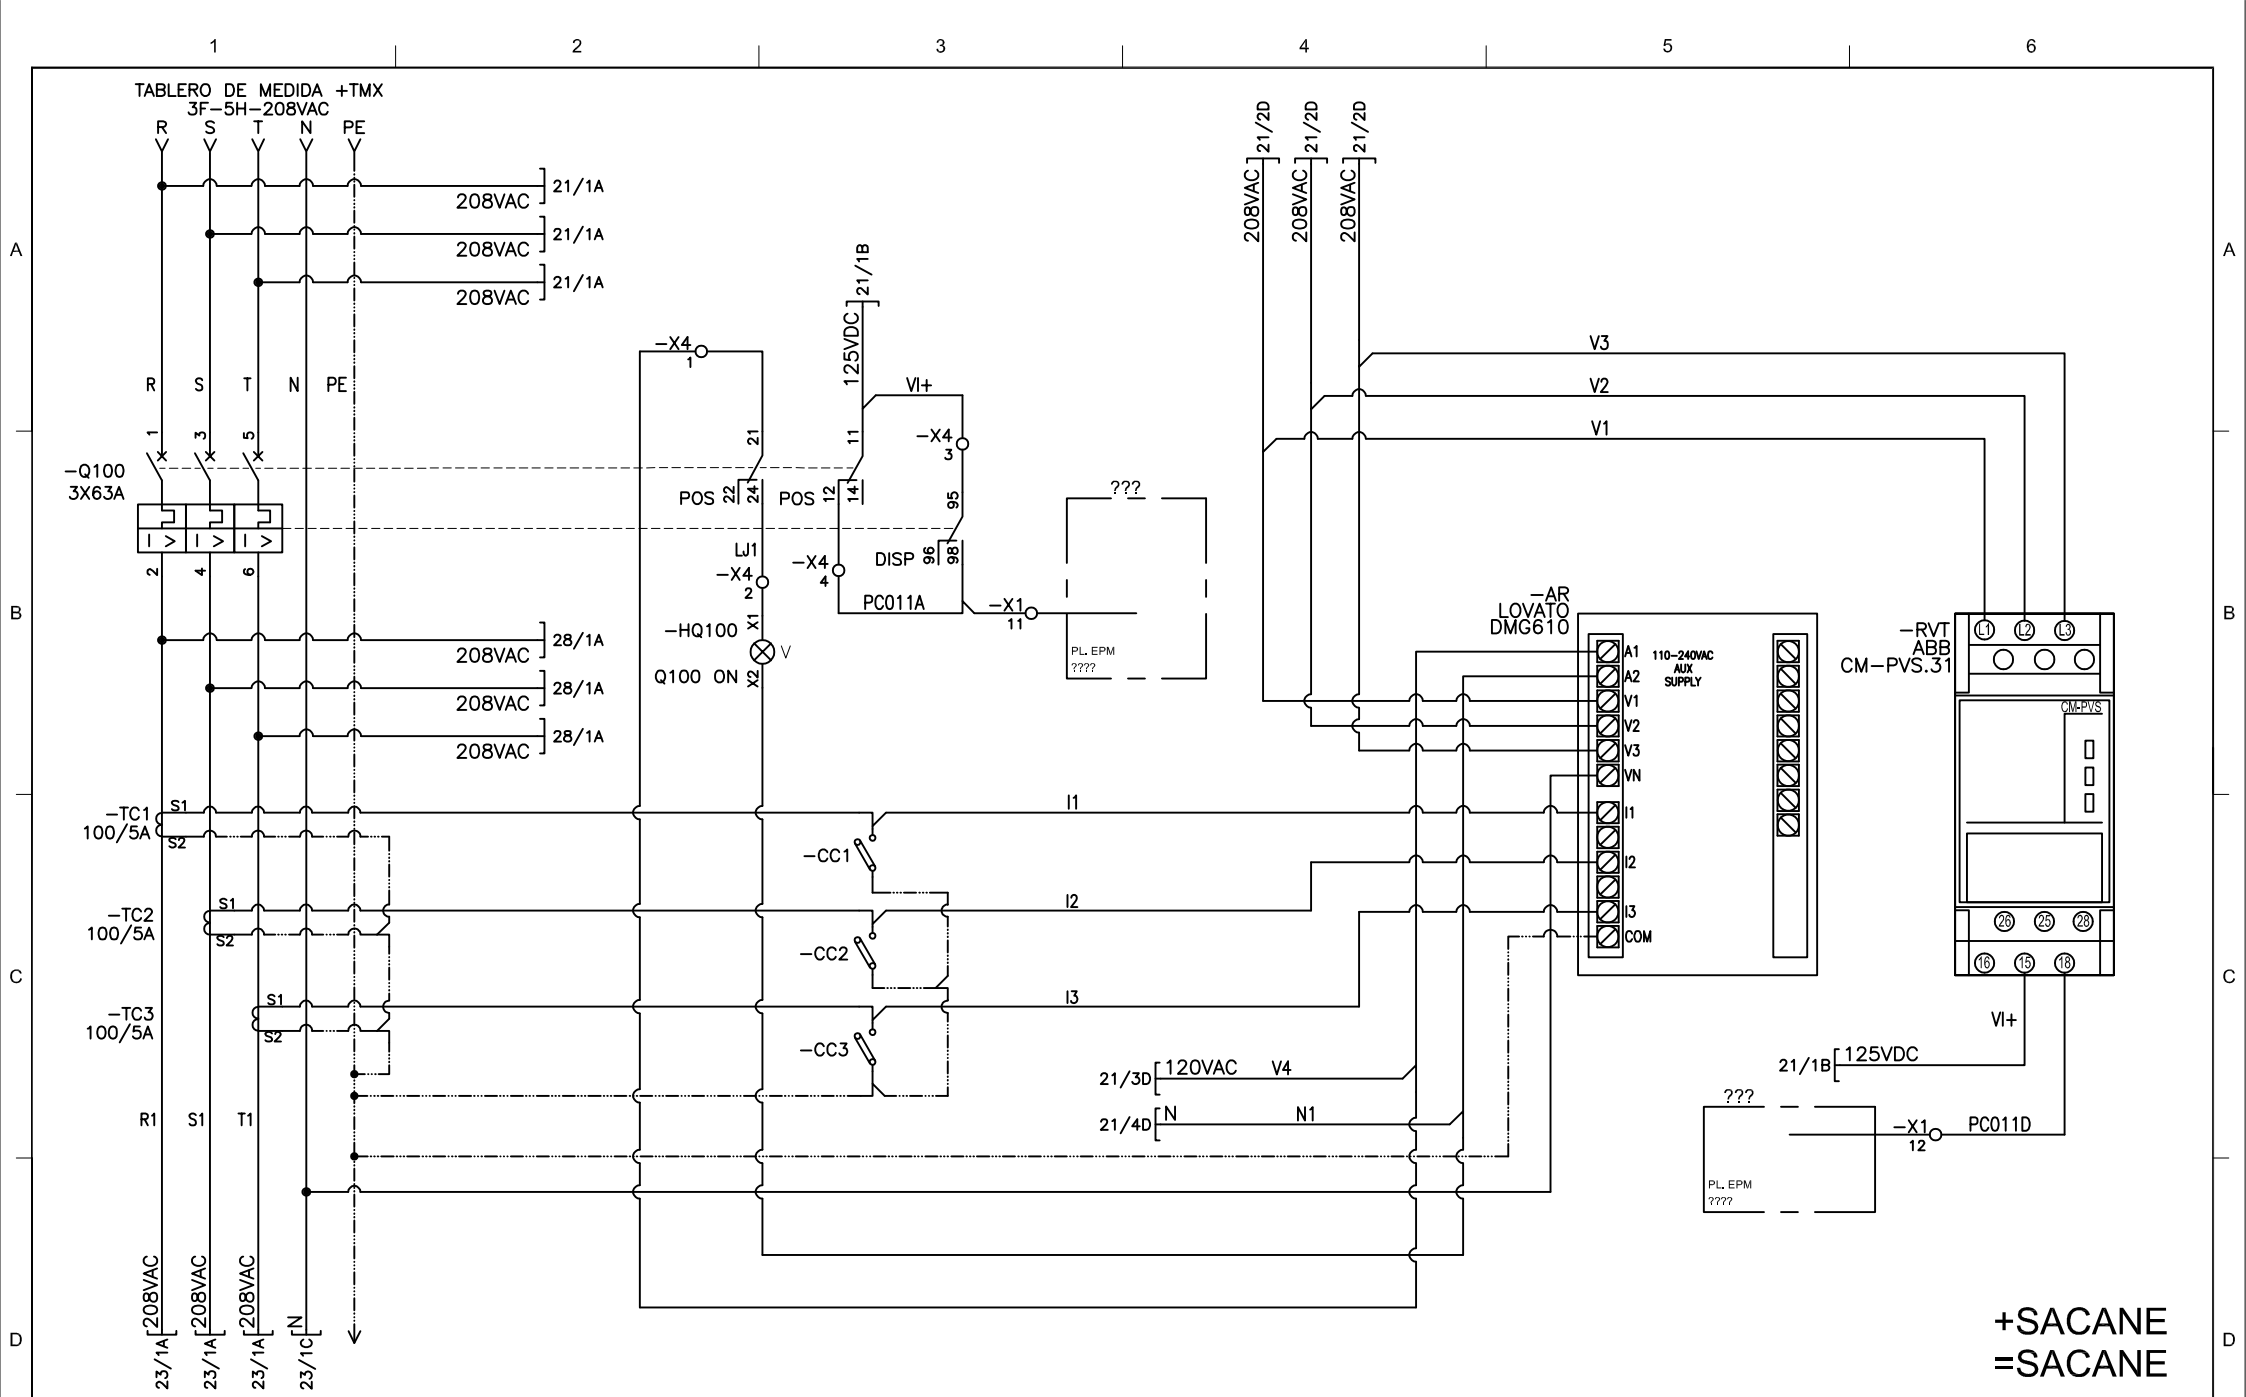 1 2 3 4 5 6
TABLERO DE MEDIDA +TMX
3F-5H-208VAC
R S T N PE
21/2D 21/2D 21/2D
208VAC 208VAC 208VAC
21/1A
208VAC
21/1A
208VAC
21/1A
208VAC
A A
21/1B
125VDC
V3
-X4
1
R S T N PE
VI+
V2
V1
1 3 5
21 11
-X4
3
-Q100
3X63A
POS 22 24
POS 12 14
95
???
I > I > I >
2 4 6
LJ1
-X4
2
-X4
4
DISP 96 98
PC011A
-X1
11
PL. EPM
????
B B
-HQ100
X1
V
Q100 ON X2
28/1A
208VAC
28/1A
208VAC
28/1A
208VAC
-AR
LOVATO
DMG610
A1
110-240VAC
AUX
SUPPLY
A2
V1
V2
V3
VN
I1
I2
I3
COM
-RVT
ABB
CM-PVS.31
L1 L2 L3
CM-PVS
26 25 28
16 15 18
-TC1
100/5A
S1
S2
I1
-CC1
-TC2
100/5A
S1
S2
I2
-CC2
C C
-TC3
100/5A
S1
S2
I3
-CC3
VI+
21/1B 125VDC
21/3D 120VAC V4
21/4D N N1
R1 S1 T1
???
-X1
12
PC011D
PL. EPM
????
208VAC 208VAC 208VAC N
23/1A 23/1A 23/1A 23/1C
D D
+SACANE
=SACANE